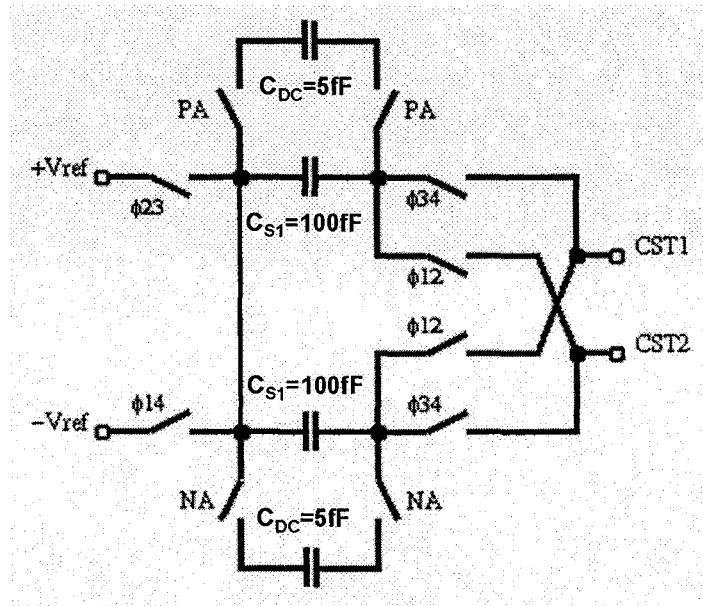 C_DC=5fF
PA
PA
+Vref
ϕ23
C_S1=100fF
ϕ34
CST1
ϕ12
ϕ12
CST2
C_S1=100fF
−Vref
ϕ14
ϕ34
NA
NA
C_DC=5fF